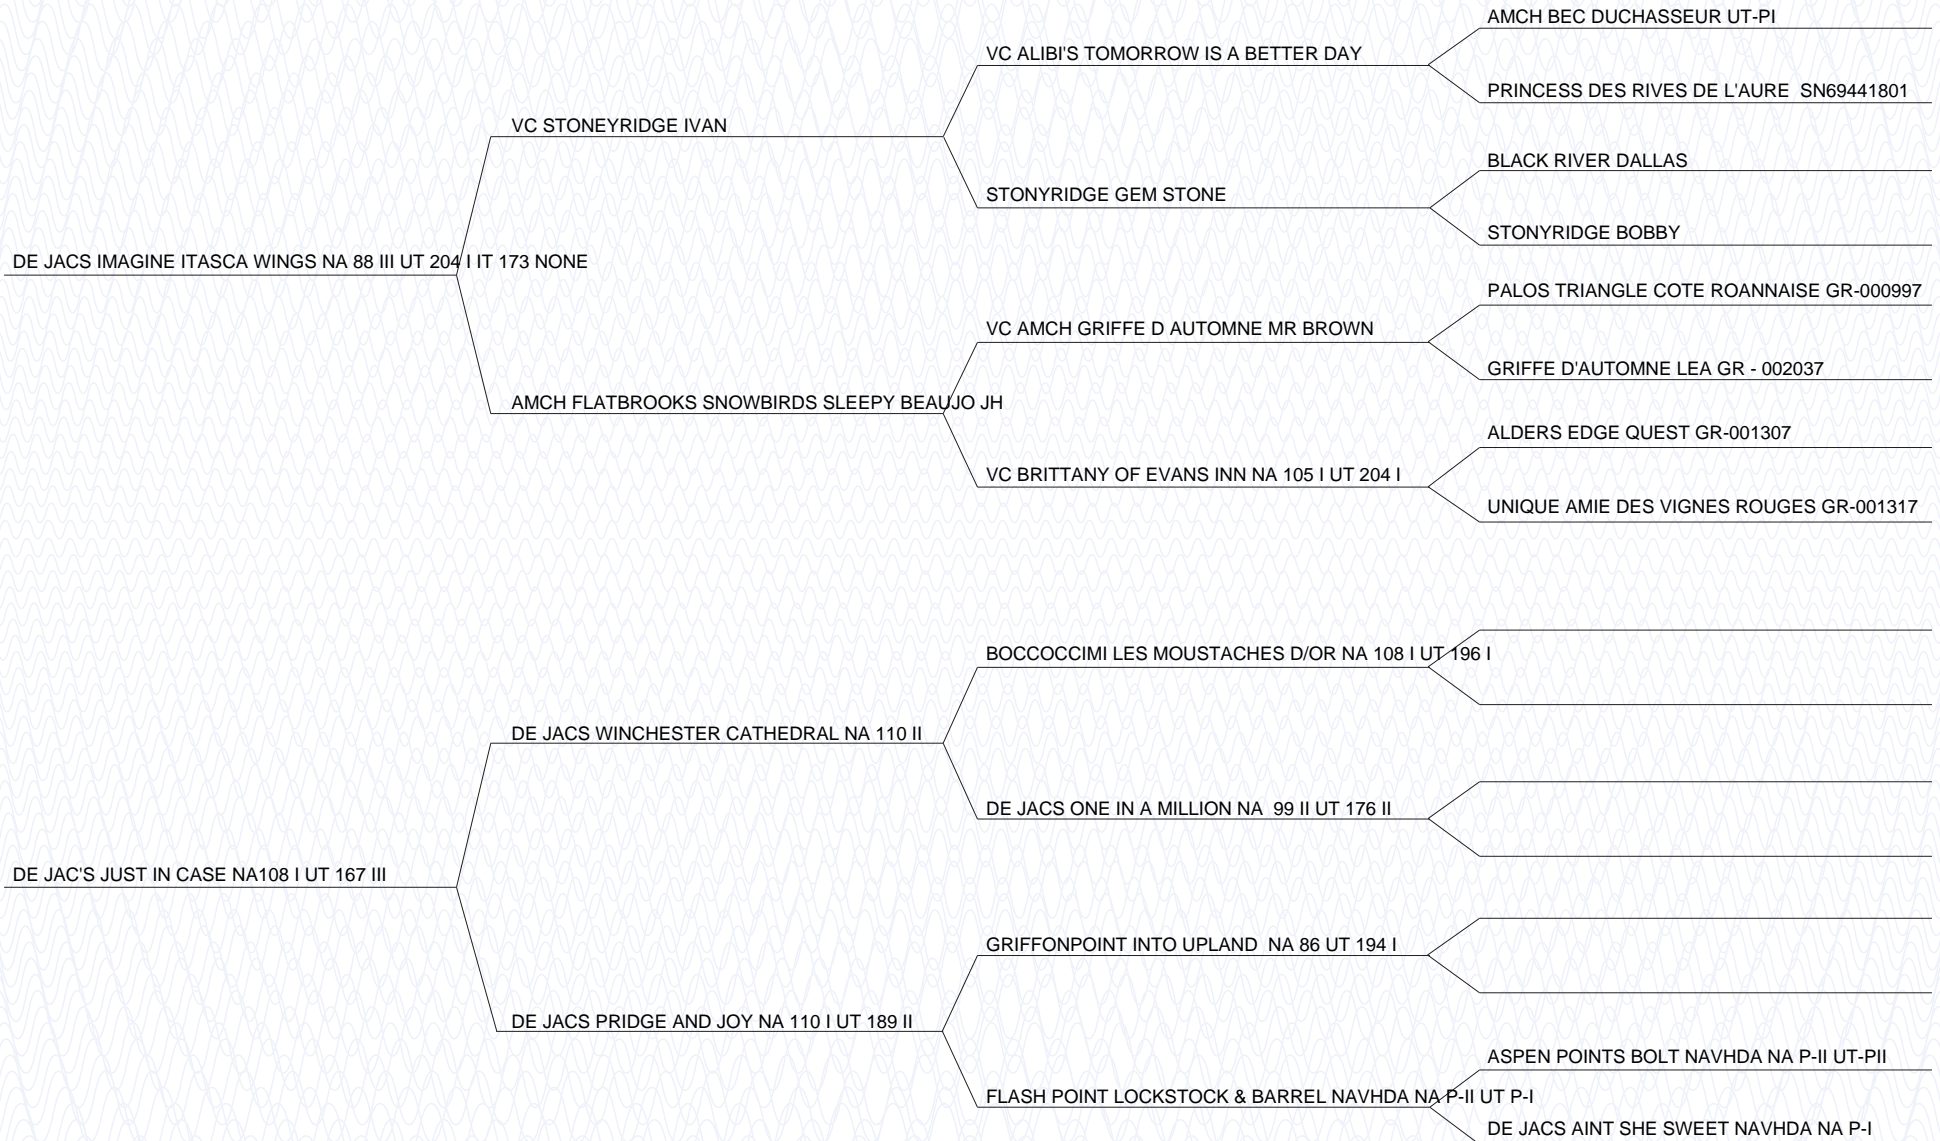 AMCH BEC DUCHASSEUR UT-PI
VC ALIBI'S TOMORROW IS A BETTER DAY
PRINCESS DES RIVES DE L'AURE  SN69441801
VC STONEYRIDGE IVAN
BLACK RIVER DALLAS
STONYRIDGE GEM STONE
STONYRIDGE BOBBY
DE JACS IMAGINE ITASCA WINGS NA 88 III UT 204 I IT 173 NONE
PALOS TRIANGLE COTE ROANNAISE GR-000997
VC AMCH GRIFFE D AUTOMNE MR BROWN
GRIFFE D'AUTOMNE LEA GR - 002037
AMCH FLATBROOKS SNOWBIRDS SLEEPY BEAUJO JH
ALDERS EDGE QUEST GR-001307
VC BRITTANY OF EVANS INN NA 105 I UT 204 I
UNIQUE AMIE DES VIGNES ROUGES GR-001317
BOCCOCCIMI LES MOUSTACHES D/OR NA 108 I UT 196 I
DE JACS WINCHESTER CATHEDRAL NA 110 II
DE JACS ONE IN A MILLION NA  99 II UT 176 II
DE JAC'S JUST IN CASE NA108 I UT 167 III
GRIFFONPOINT INTO UPLAND  NA 86 UT 194 I
DE JACS PRIDGE AND JOY NA 110 I UT 189 II
ASPEN POINTS BOLT NAVHDA NA P-II UT-PII
FLASH POINT LOCKSTOCK & BARREL NAVHDA NA P-II UT P-I
DE JACS AINT SHE SWEET NAVHDA NA P-I